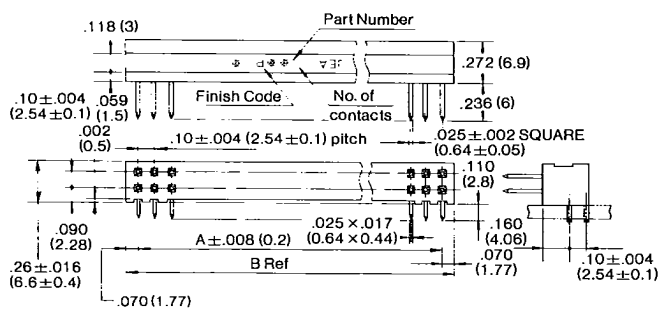 Part Number
.118 (3)
JEA
P
.272 (6.9)
Finish Code
No. of
contacts
.236 (6)
.10±.004
(2.54±0.1)
.059
(1.5)
.002
(0.5)
.10±.004 (2.54±0.1) pitch
.025±.002 SQUARE
(0.64±0.05)
.110
(2.8)
.090
(2.28)
.025×.017
(0.64×0.44)
.160
(4.06)
A±.008 (0.2)
.070
(1.77)
.10±.004
(2.54±0.1)
B Ref
.26±.016
(6.6±0.4)
.070 (1.77)